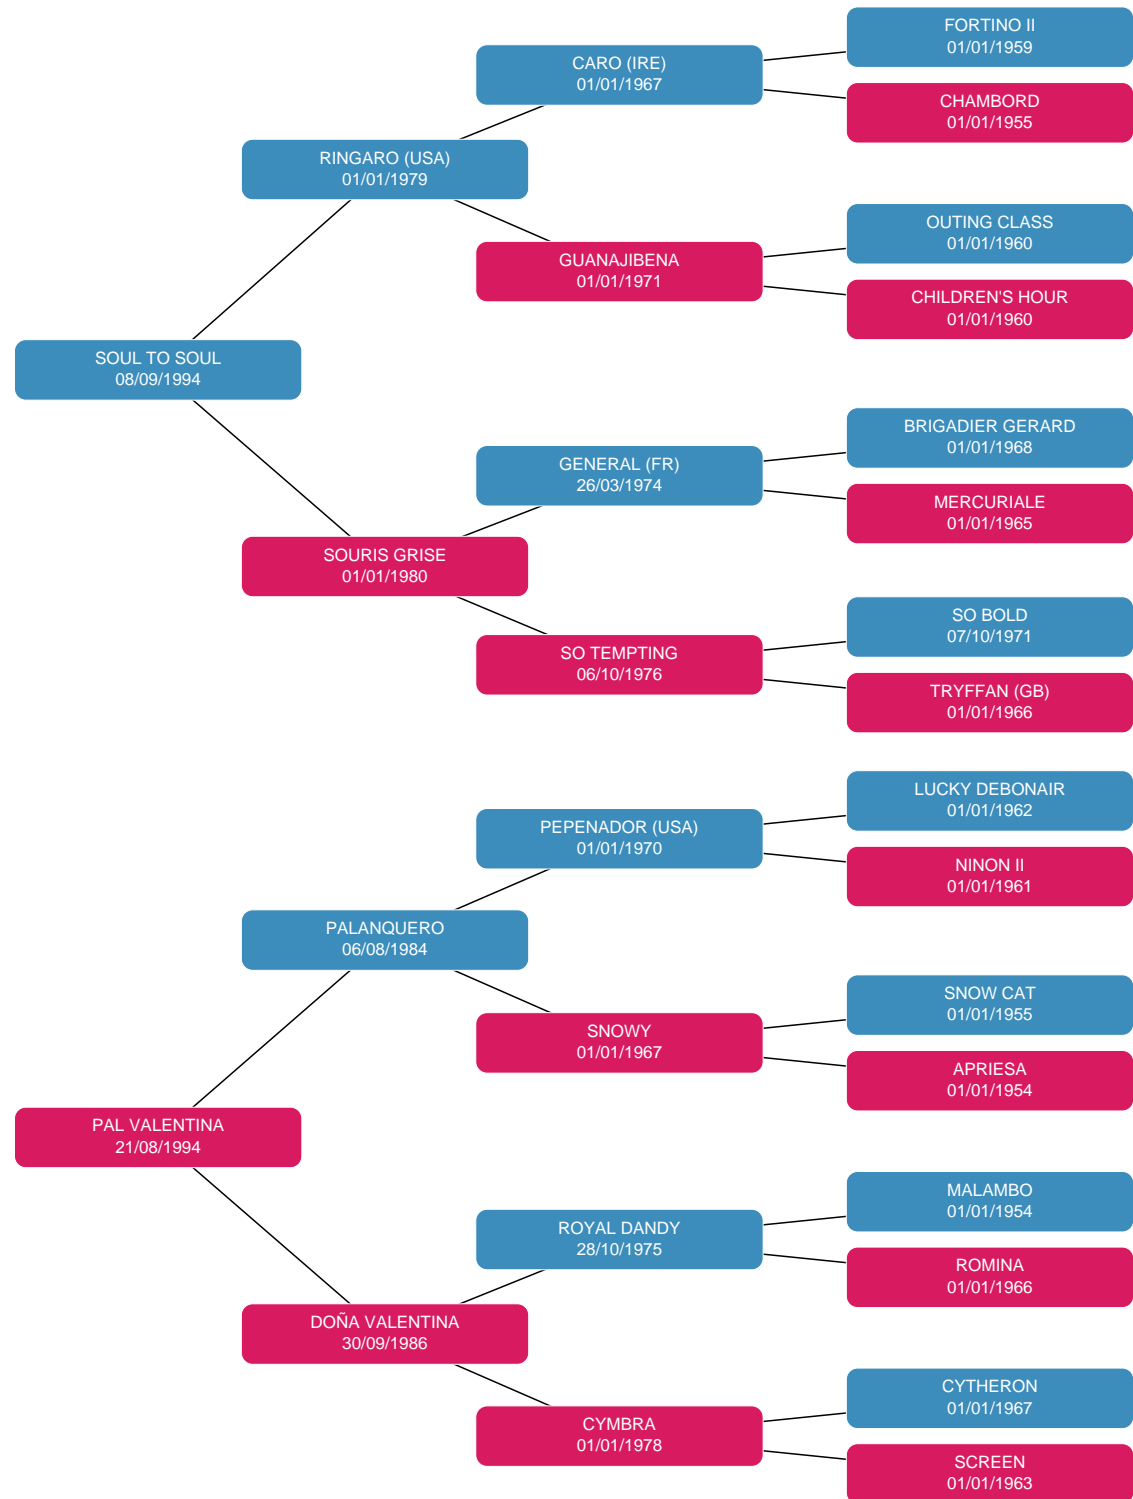 FORTINO II
01/01/1959
CARO (IRE)
01/01/1967
CHAMBORD
01/01/1955
RINGARO (USA)
01/01/1979
OUTING CLASS
01/01/1960
GUANAJIBENA
01/01/1971
CHILDREN'S HOUR
01/01/1960
SOUL TO SOUL
08/09/1994
BRIGADIER GERARD
01/01/1968
GENERAL (FR)
26/03/1974
MERCURIALE
01/01/1965
SOURIS GRISE
01/01/1980
SO BOLD
07/10/1971
SO TEMPTING
06/10/1976
TRYFFAN (GB)
01/01/1966
LUCKY DEBONAIR
01/01/1962
PEPENADOR (USA)
01/01/1970
NINON II
01/01/1961
PALANQUERO
06/08/1984
SNOW CAT
01/01/1955
SNOWY
01/01/1967
APRIESA
01/01/1954
PAL VALENTINA
21/08/1994
MALAMBO
01/01/1954
ROYAL DANDY
28/10/1975
ROMINA
01/01/1966
DOÑA VALENTINA
30/09/1986
CYTHERON
01/01/1967
CYMBRA
01/01/1978
SCREEN
01/01/1963